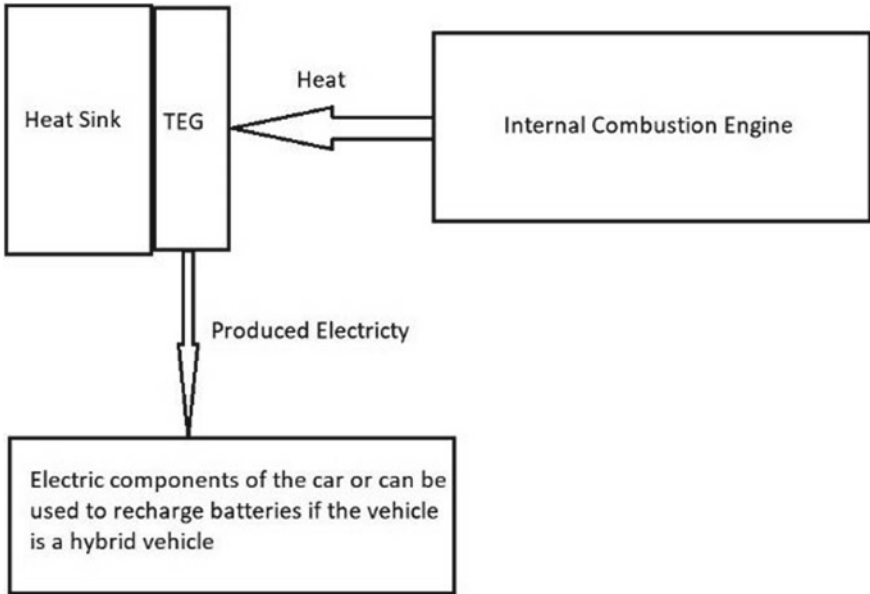 Heat
Heat Sink
TEG
Internal Combustion Engine
Produced Electricty
Electric components of the car or can be
used to recharge batteries if the vehicle
is a hybrid vehicle